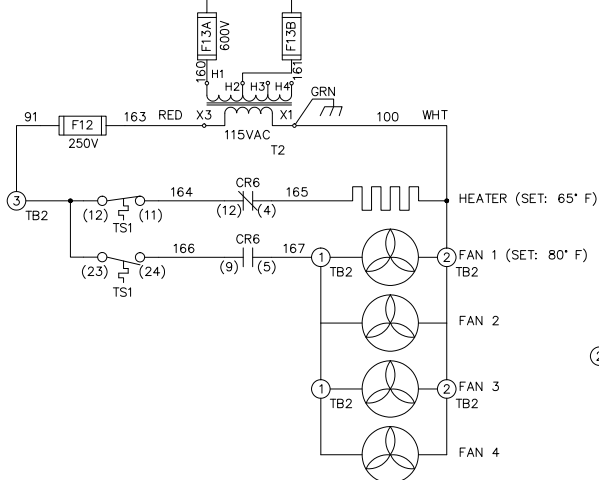 F13A
600V
F13B
160
161
H1
H2
H3
H4
GRN
91
F12
250V
163
RED
X3
X1
115VAC
T2
100
WHT
3
TB2
(12)
(11)
TS1
164
CR6
(12)
(4)
165
HEATER (SET: 65° F)
(23)
(24)
TS1
166
CR6
(9)
(5)
167
1
TB2
2
TB2
FAN 1 (SET: 80° F)
FAN 2
1
TB2
2
TB2
FAN 3
FAN 4